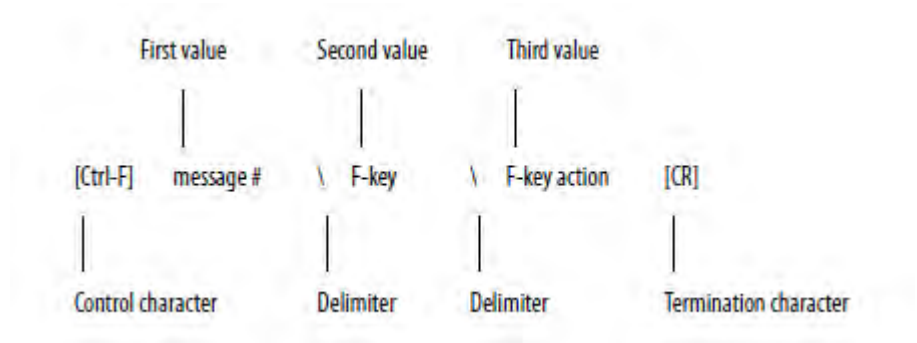 First value Second value Third value
[Ctrl-F] message # \ F-key \ F-key action [CR]
Control character Delimiter Delimiter Termination character